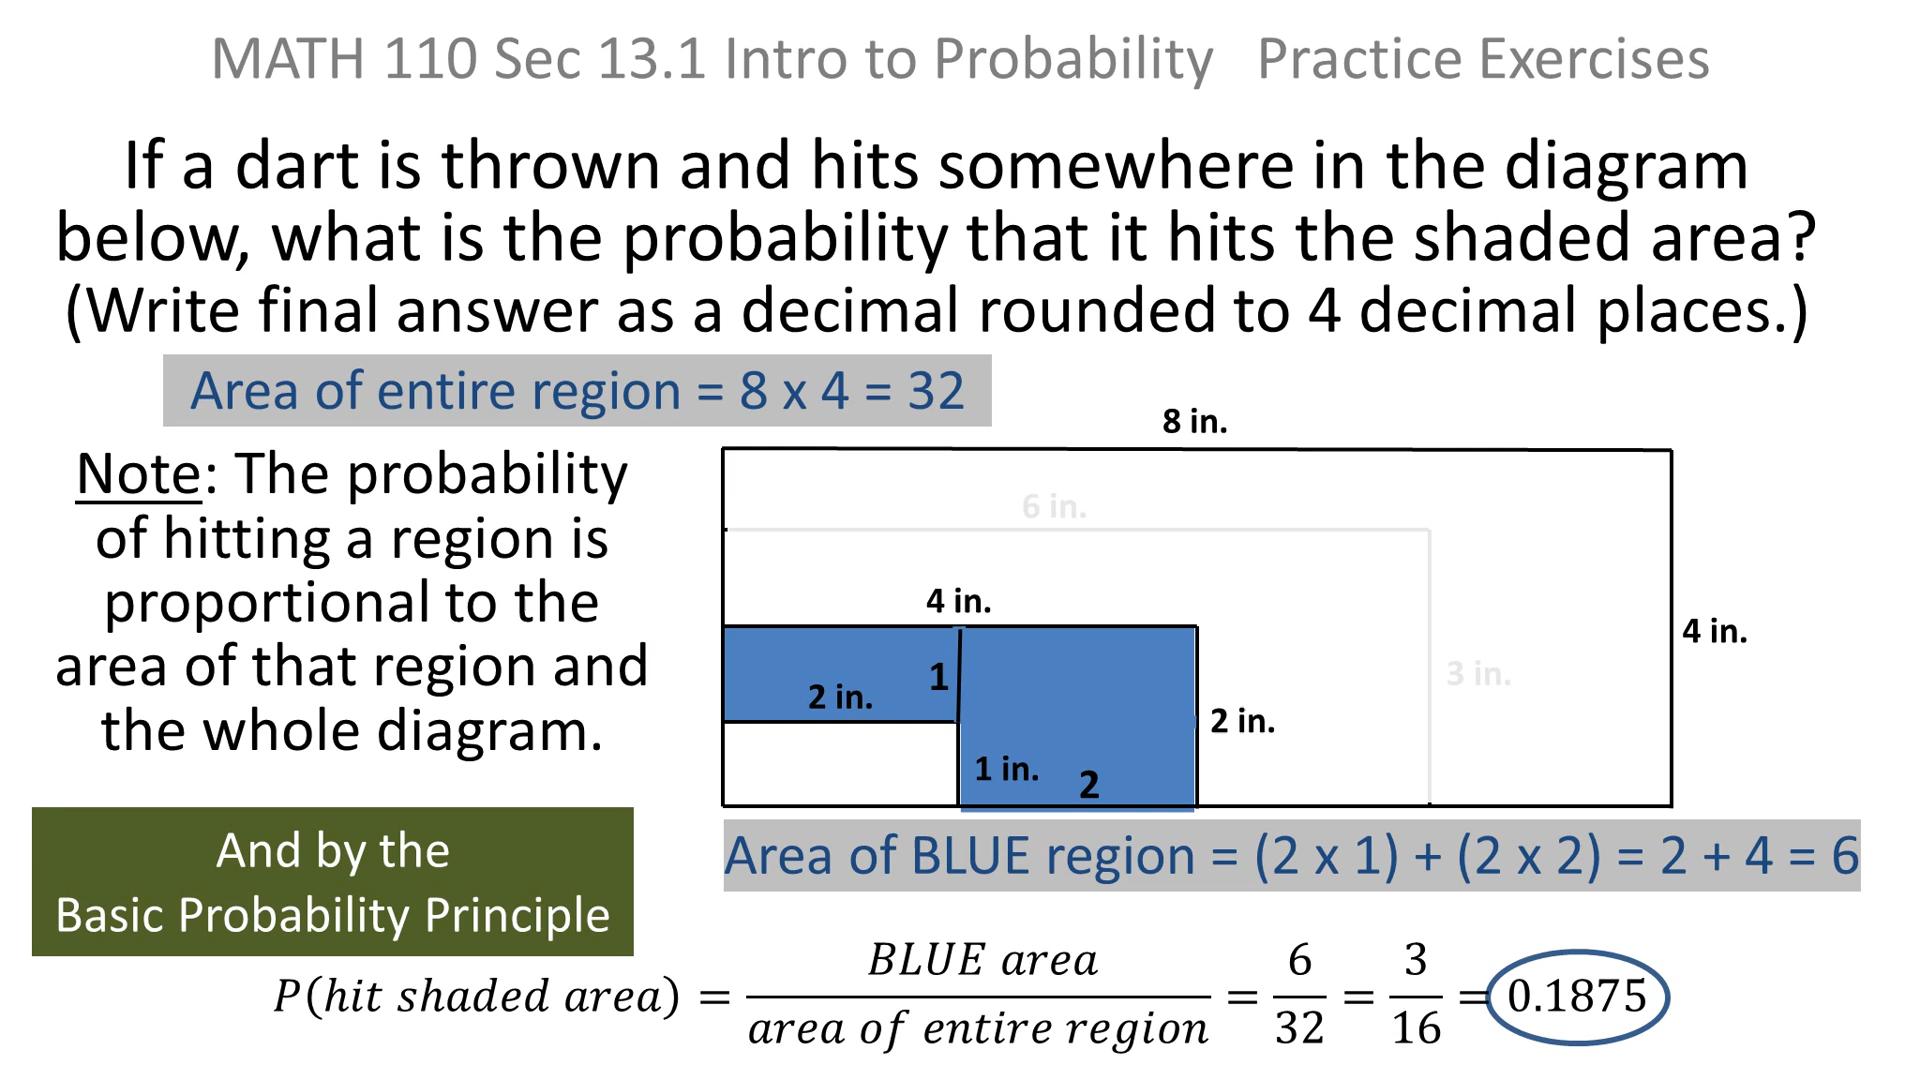 MATH 110 Sec 13.1 Intro to Probability Practice Exercises
If a dart is thrown and hits somewhere in the diagram
below, what is the probability that it hits the shaded area?
(Write final answer as a decimal rounded to 4 decimal places.)
Area of entire region = 8 x 4 = 32
8 in.
Note: The probability
of hitting a region is
proportional to the
area of that region and
the whole diagram.
6 in.
4 in.
4 in.
1
3 in.
2 in.
2 in.
1 in.
2
And by the
Basic Probability Principle
Area of BLUE region = (2 x 1) + (2 x 2) = 2 + 4 = 6
P(hit shaded area) = BLUE area / area of entire region = 6/32 = 3/16 = 0.1875